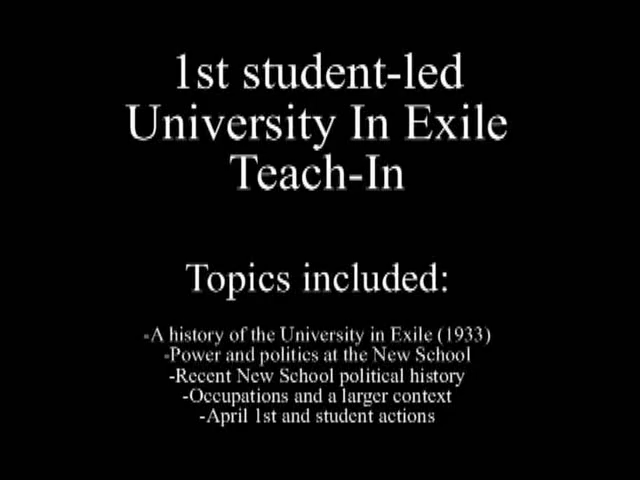 1st student-led
University In Exile
Teach-In
Topics included:
-A history of the University in Exile (1933)
-Power and politics at the New School
-Recent New School political history
-Occupations and a larger context
-April 1st and student actions